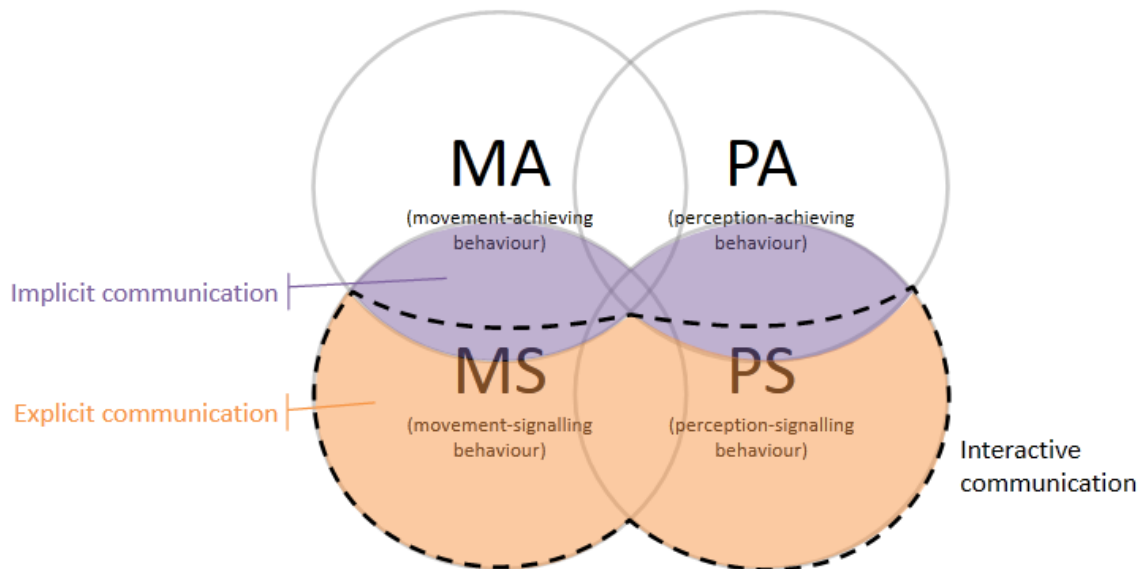 MA
(movement-achieving
behaviour)
PA
(perception-achieving
behaviour)
Implicit communication
MS
(movement-signalling
behaviour)
PS
(perception-signalling
behaviour)
Explicit communication
Interactive
communication